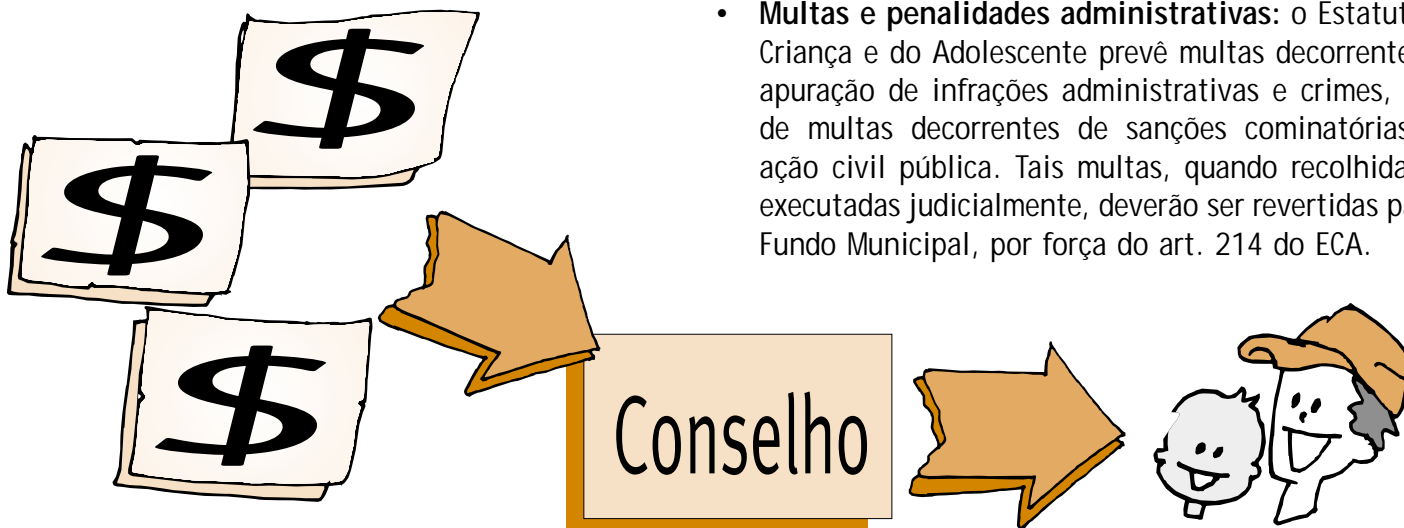 • Multas e penalidades administrativas: o Estatut
Criança e do Adolescente prevê multas decorrente
apuração de infrações administrativas e crimes,
de multas decorrentes de sanções cominatórias
ação civil pública. Tais multas, quando recolhida
executadas judicialmente, deverão ser revertidas pa
Fundo Municipal, por força do art. 214 do ECA.
$
$
$
Conselho